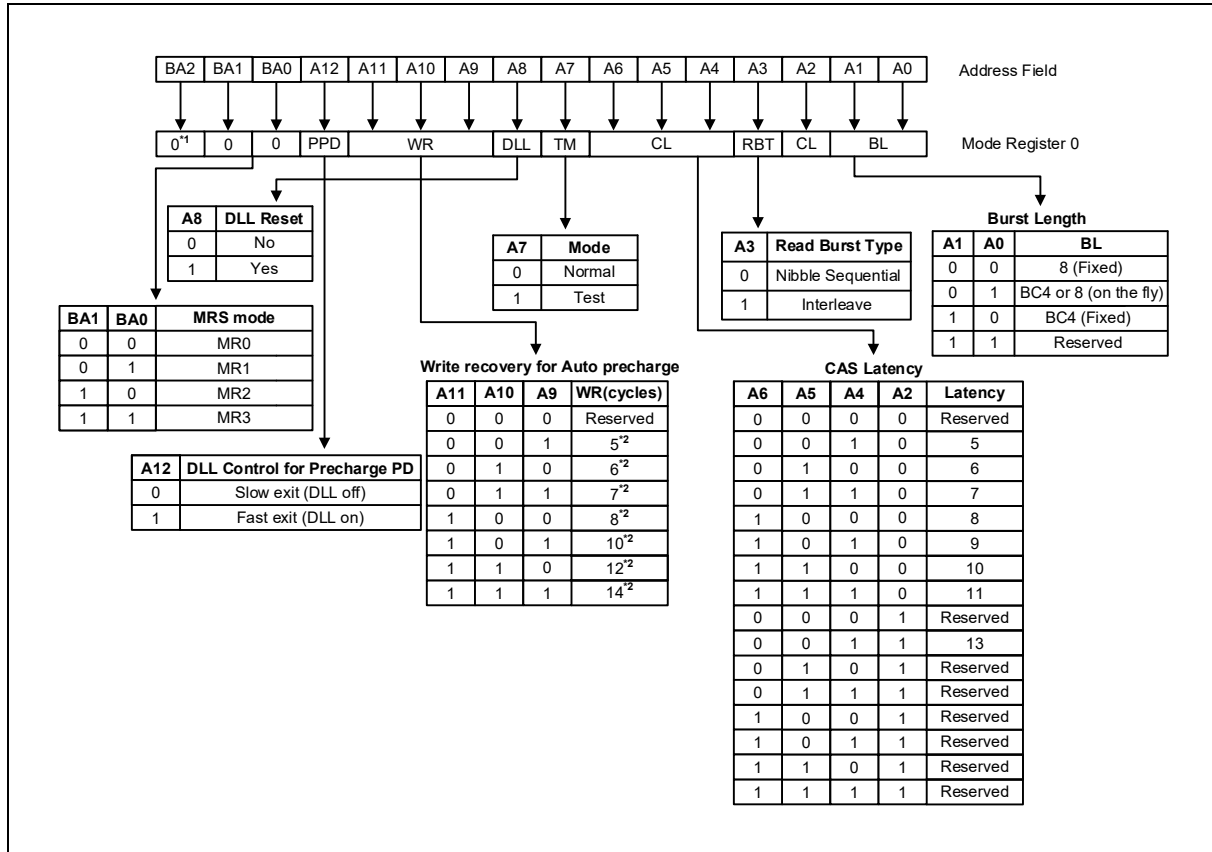 BA2 BA1 BA0 A12 A11 A10 A9 A8 A7 A6 A5 A4 A3 A2 A1 A0 Address Field
0*1 0 0 PPD WR DLL TM CL RBT CL BL Mode Register 0
A8 DLL Reset
0 No
1 Yes
A7 Mode
0 Normal
1 Test
A3 Read Burst Type
0 Nibble Sequential
1 Interleave
Burst Length
A1 A0 BL
0 0 8 (Fixed)
0 1 BC4 or 8 (on the fly)
1 0 BC4 (Fixed)
1 1 Reserved
BA1 BA0 MRS mode
0 0 MR0
0 1 MR1
1 0 MR2
1 1 MR3
A12 DLL Control for Precharge PD
0 Slow exit (DLL off)
1 Fast exit (DLL on)
Write recovery for Auto precharge
A11 A10 A9 WR(cycles)
0 0 0 Reserved
0 0 1 5*2
0 1 0 6*2
0 1 1 7*2
1 0 0 8*2
1 0 1 10*2
1 1 0 12*2
1 1 1 14*2
CAS Latency
A6 A5 A4 A2 Latency
0 0 0 0 Reserved
0 0 1 0 5
0 1 0 0 6
0 1 1 0 7
1 0 0 0 8
1 0 1 0 9
1 1 0 0 10
1 1 1 0 11
0 0 0 1 Reserved
0 0 1 1 13
0 1 0 1 Reserved
0 1 1 1 Reserved
1 0 0 1 Reserved
1 0 1 1 Reserved
1 1 0 1 Reserved
1 1 1 1 Reserved